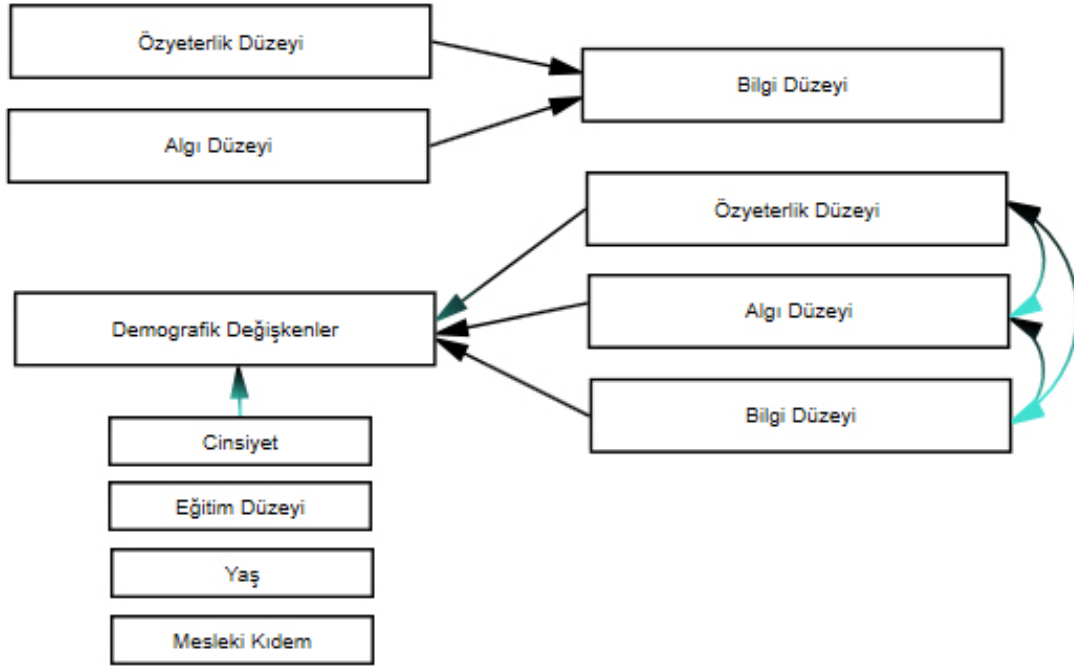 Özyeterlik Düzeyi
Bilgi Düzeyi
Algı Düzeyi
Özyeterlik Düzeyi
Algı Düzeyi
Demografik Değişkenler
Bilgi Düzeyi
Cinsiyet
Eğitim Düzeyi
Yaş
Mesleki Kıdem